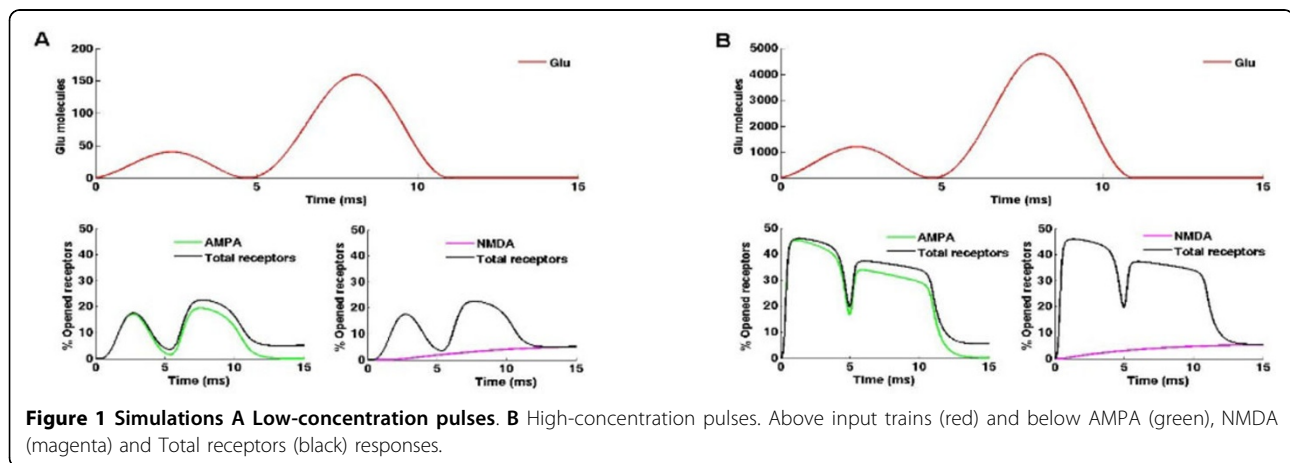 A
200
150
100
50
0
Glu molecules
Glu
0 5 10 15
Time (ms)
50
40
30
20
10
0
% Opened receptors
AMPA
Total receptors
0 5 10 15
Time (ms)
50
40
30
20
10
0
% Opened receptors
NMDA
Total receptors
0 5 10 15
Time (ms)
B
5000
4000
3000
2000
1000
0
Glu molecules
Glu
0 5 10 15
Time (ms)
50
40
30
20
10
0
% Opened receptors
AMPA
Total receptors
0 5 10 15
Time (ms)
50
40
30
20
10
0
% Opened receptors
NMDA
Total receptors
0 5 10 15
Time (ms)
Figure 1 Simulations A Low-concentration pulses. B High-concentration pulses. Above input trains (red) and below AMPA (green), NMDA
(magenta) and Total receptors (black) responses.